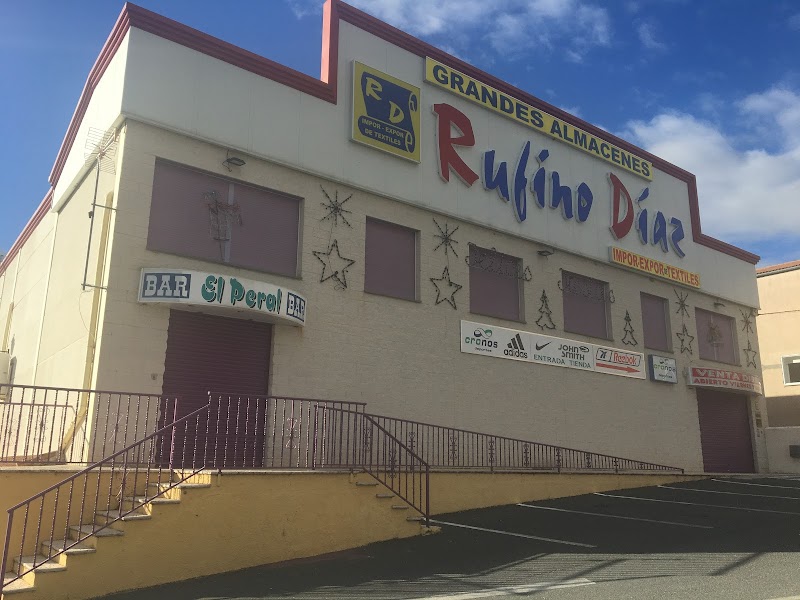 RD
IMPOR - EXPOR
DE TEXTILES
GRANDES ALMACENES
Rufino Díaz
IMPOR-EXPOR TEXTILES
BAR El Peral BAR
cronos
adidas
JOHN SMITH
Reebok
ENTRADA TIENDA
cronos
VENTA
ABIERTO